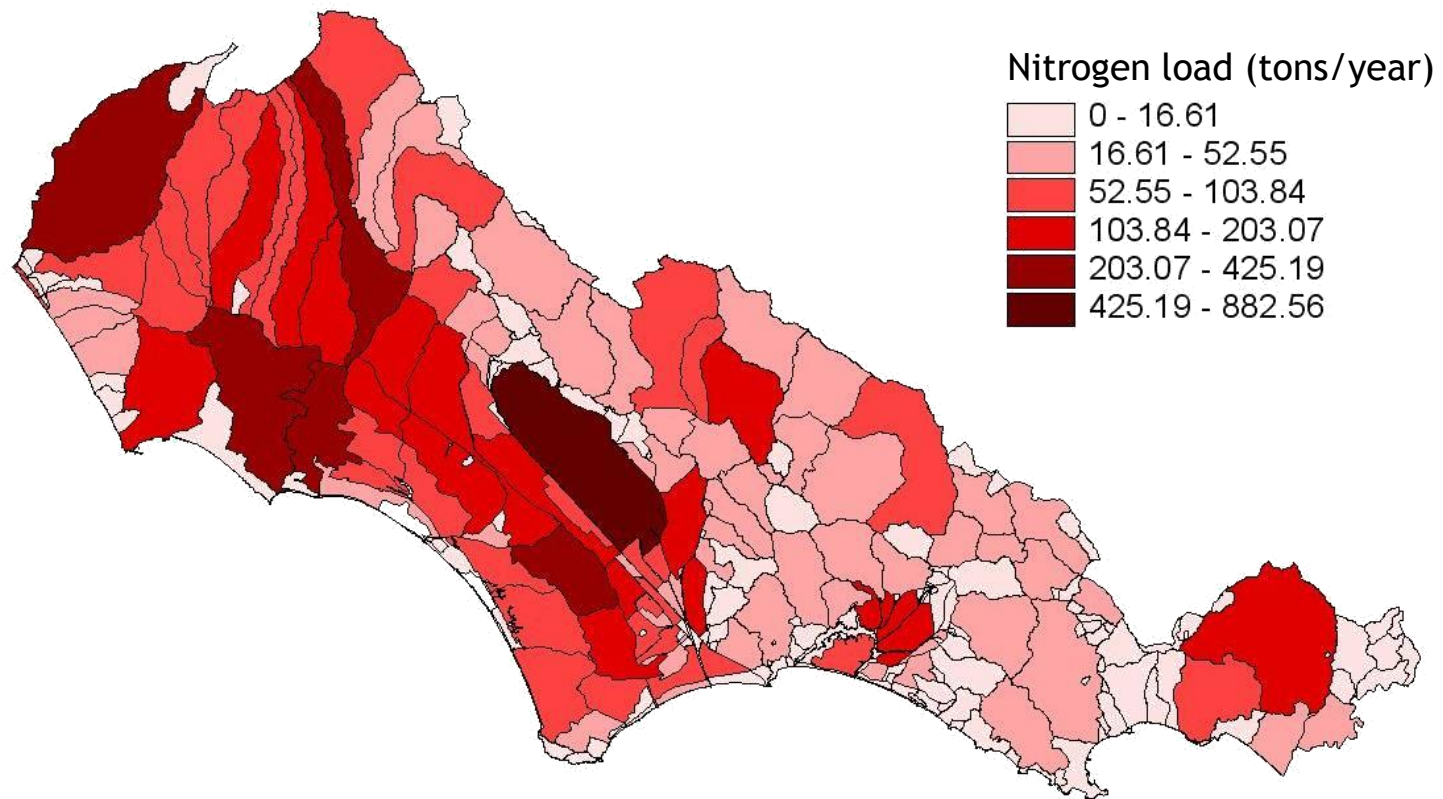 Nitrogen load (tons/year)
0 - 16.61
16.61 - 52.55
52.55 - 103.84
103.84 - 203.07
203.07 - 425.19
425.19 - 882.56